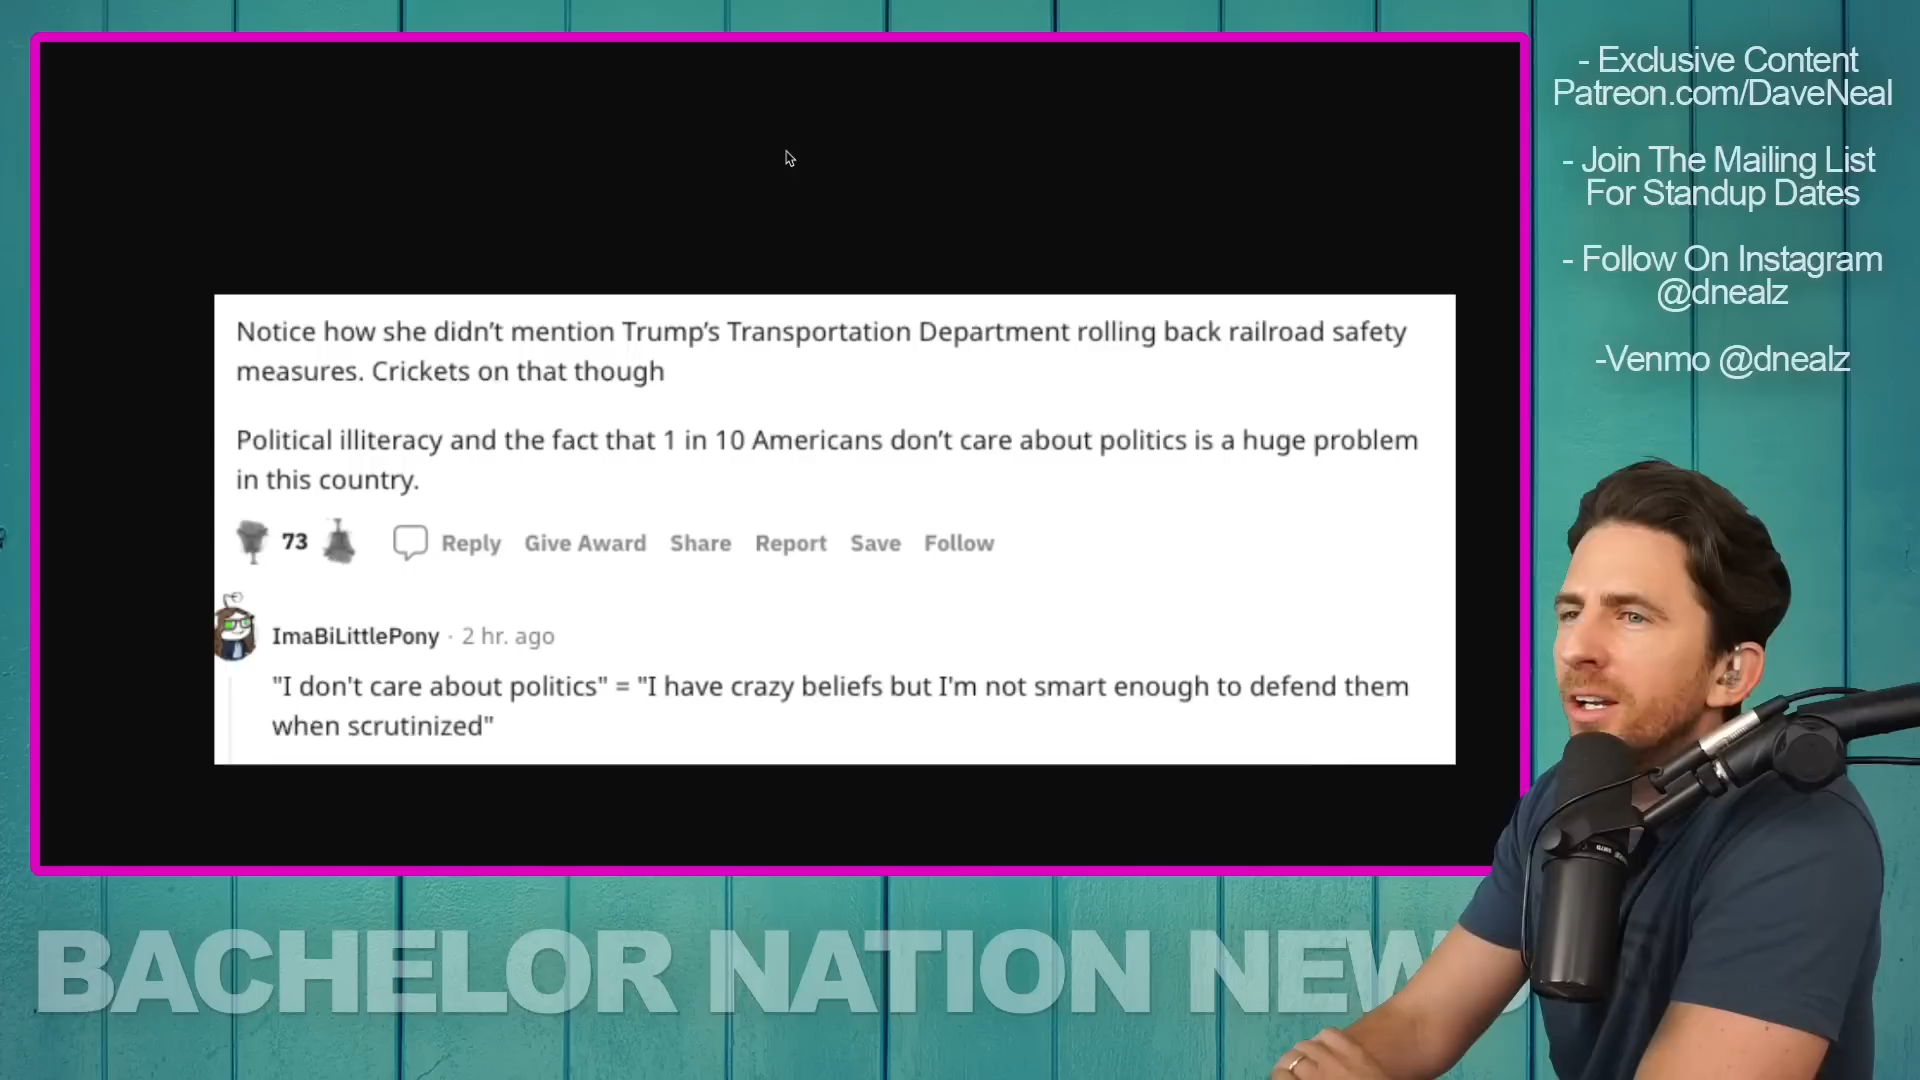 Notice how she didn’t mention Trump’s Transportation Department rolling back railroad safety
measures. Crickets on that though
Political illiteracy and the fact that 1 in 10 Americans don’t care about politics is a huge problem
in this country.
73 Reply Give Award Share Report Save Follow
ImaBiLittlePony · 2 hr. ago
"I don't care about politics" = "I have crazy beliefs but I'm not smart enough to defend them
when scrutinized"
- Exclusive Content
Patreon.com/DaveNeal
- Join The Mailing List
For Standup Dates
- Follow On Instagram
@dnealz
-Venmo @dnealz
BACHELOR NATION NEWS